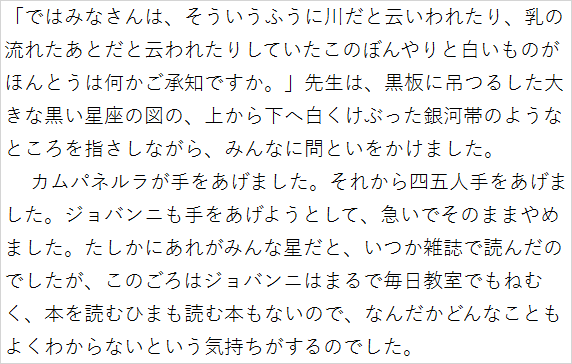 「ではみなさんは、そういうふうに川だと云いわれたり、乳の
流れたあとだと云われたりしていたこのぼんやりと白いものが
ほんとうは何かご承知ですか。」先生は、黒板に吊つるした大
きな黒い星座の図の、上から下へ白くけぶった銀河帯のような
ところを指さしながら、みんなに問といをかけました。
　カムパネルラが手をあげました。それから四五人手をあげま
した。ジョバンニも手をあげようとして、急いでそのままやめ
ました。たしかにあれがみんな星だと、いつか雑誌で読んだの
でしたが、このごろはジョバンニはまるで毎日教室でもねむ
く、本を読むひまも読む本もないので、なんだかどんなことも
よくわからないという気持ちがするのでした。